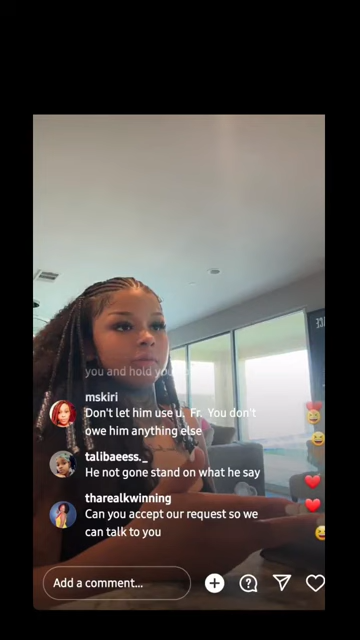 you and hold you
mskiri
Don't let him use u, Fr. You don't
owe him anything else
talibaeess._
He not gone stand on what he say
tharealkwinning
Can you accept our request so we
can talk to you
Add a comment...